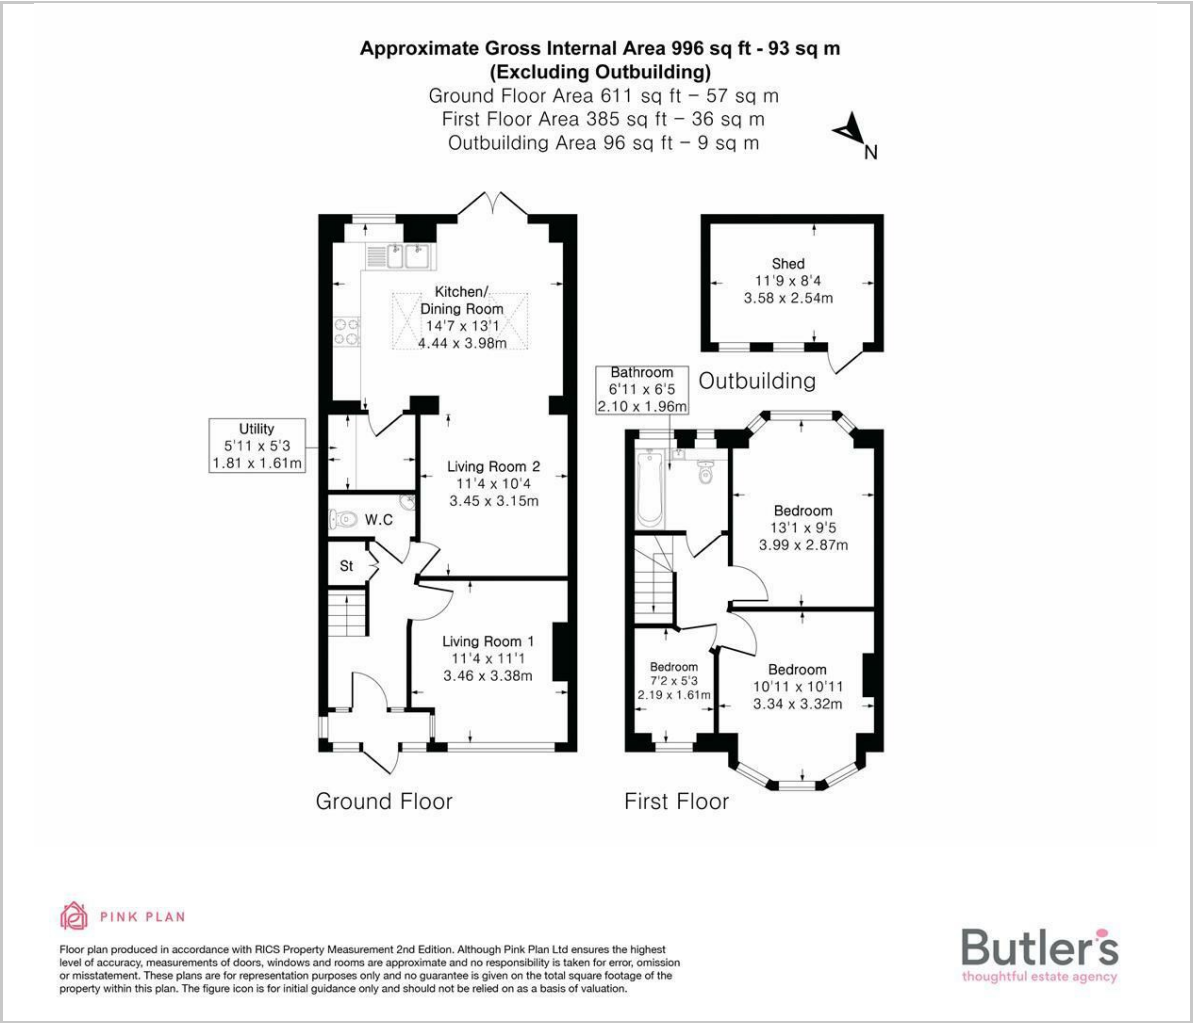 Approximate Gross Internal Area 996 sq ft - 93 sq m
(Excluding Outbuilding)
Ground Floor Area 611 sq ft – 57 sq m
First Floor Area 385 sq ft – 36 sq m
Outbuilding Area 96 sq ft – 9 sq m
N
Kitchen/
Dining Room
14'7 x 13'1
4.44 x 3.98m
Utility
5'11 x 5'3
1.81 x 1.61m
Living Room 2
11'4 x 10'4
3.45 x 3.15m
W.C
St
Living Room 1
11'4 x 11'1
3.46 x 3.38m
Ground Floor
Shed
11'9 x 8'4
3.58 x 2.54m
Outbuilding
Bathroom
6'11 x 6'5
2.10 x 1.96m
Bedroom
13'1 x 9'5
3.99 x 2.87m
Bedroom
7'2 x 5'3
2.19 x 1.61m
Bedroom
10'11 x 10'11
3.34 x 3.32m
First Floor
PINK PLAN
Floor plan produced in accordance with RICS Property Measurement 2nd Edition. Although Pink Plan Ltd ensures the highest
level of accuracy, measurements of doors, windows and rooms are approximate and no responsibility is taken for error, omission
or misstatement. These plans are for representation purposes only and no guarantee is given on the total square footage of the
property within this plan. The figure icon is for initial guidance only and should not be relied on as a basis of valuation.
Butler's
thoughtful estate agency